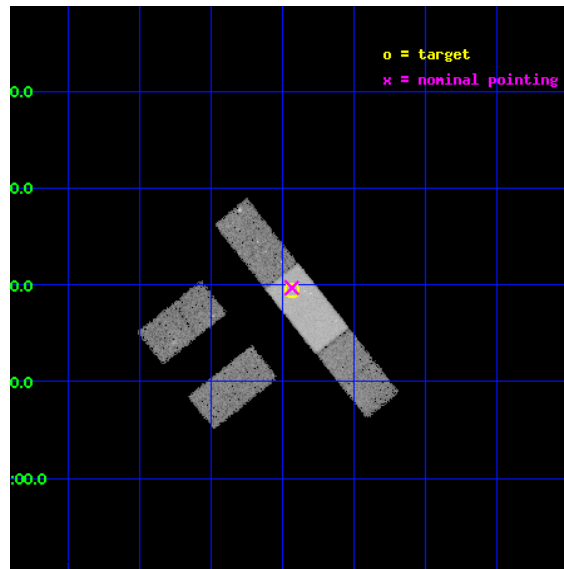 o = target
x = nominal pointing
0.0
0.0
0.0
0.0
:00.0